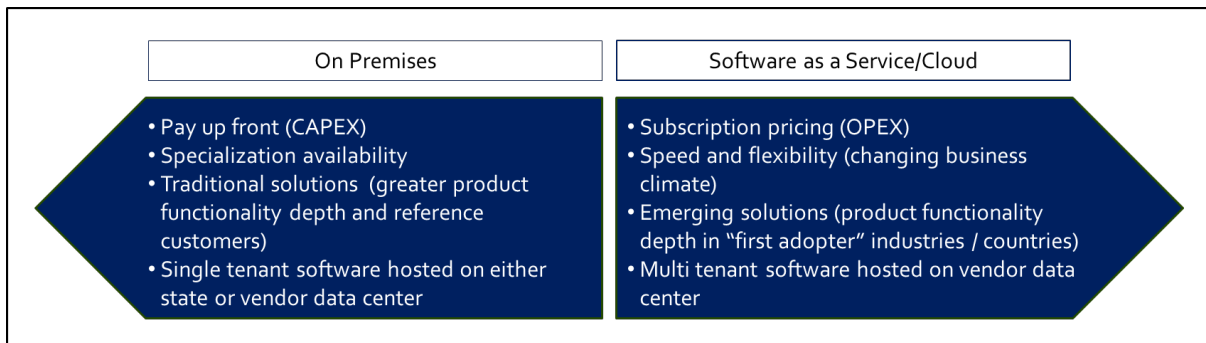 On Premises
• Pay up front (CAPEX)
• Specialization availability
• Traditional solutions (greater product
functionality depth and reference
customers)
• Single tenant software hosted on either
state or vendor data center
Software as a Service/Cloud
• Subscription pricing (OPEX)
• Speed and flexibility (changing business
climate)
• Emerging solutions (product functionality
depth in “first adopter” industries / countries)
• Multi tenant software hosted on vendor data
center